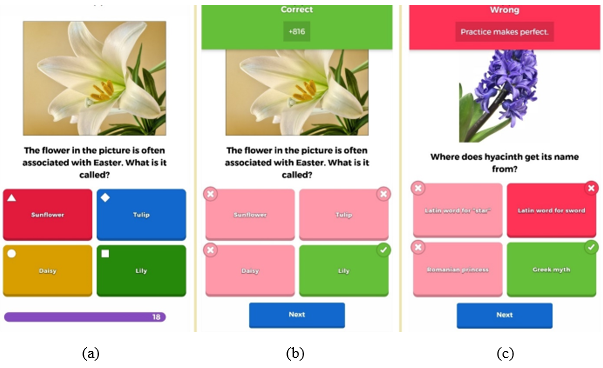 The flower in the picture is often
associated with Easter. What is it
called?
Sunflower
Tulip
Daisy
Lily
18
(a)
Correct
+816
The flower in the picture is often
associated with Easter. What is it
called?
Sunflower
Tulip
Daisy
Lily
Next
(b)
Wrong
Practice makes perfect.
Where does hyacinth get its name
from?
Latin word for "star"
Latin word for sword
Romanian princess
Greek myth
Next
(c)